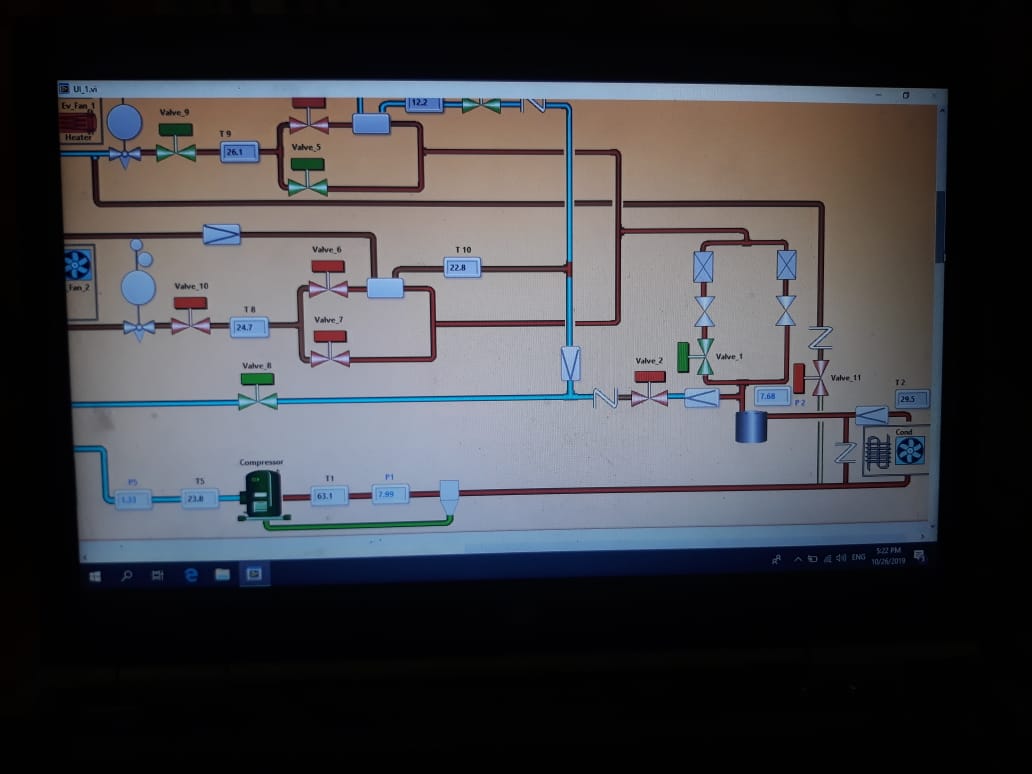 UI_1.vi
Ev_Fan_1
Heater
Valve_9
T 9
26.1
12.2
Valve_5
Fan_2
Valve_10
T 8
24.7
Valve_6
T 10
22.8
Valve_7
Valve_8
Valve_2
Valve_1
7.68
P 2
Valve_11
T 2
29.5
Cond
Compressor
P5
1.33
T5
23.8
T1
63.1
P1
7.99
ENG
5:22 PM
10/26/2019